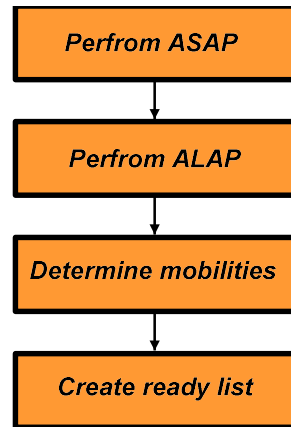 Perfrom ASAP
Perfrom ALAP
Determine mobilities
Create ready list